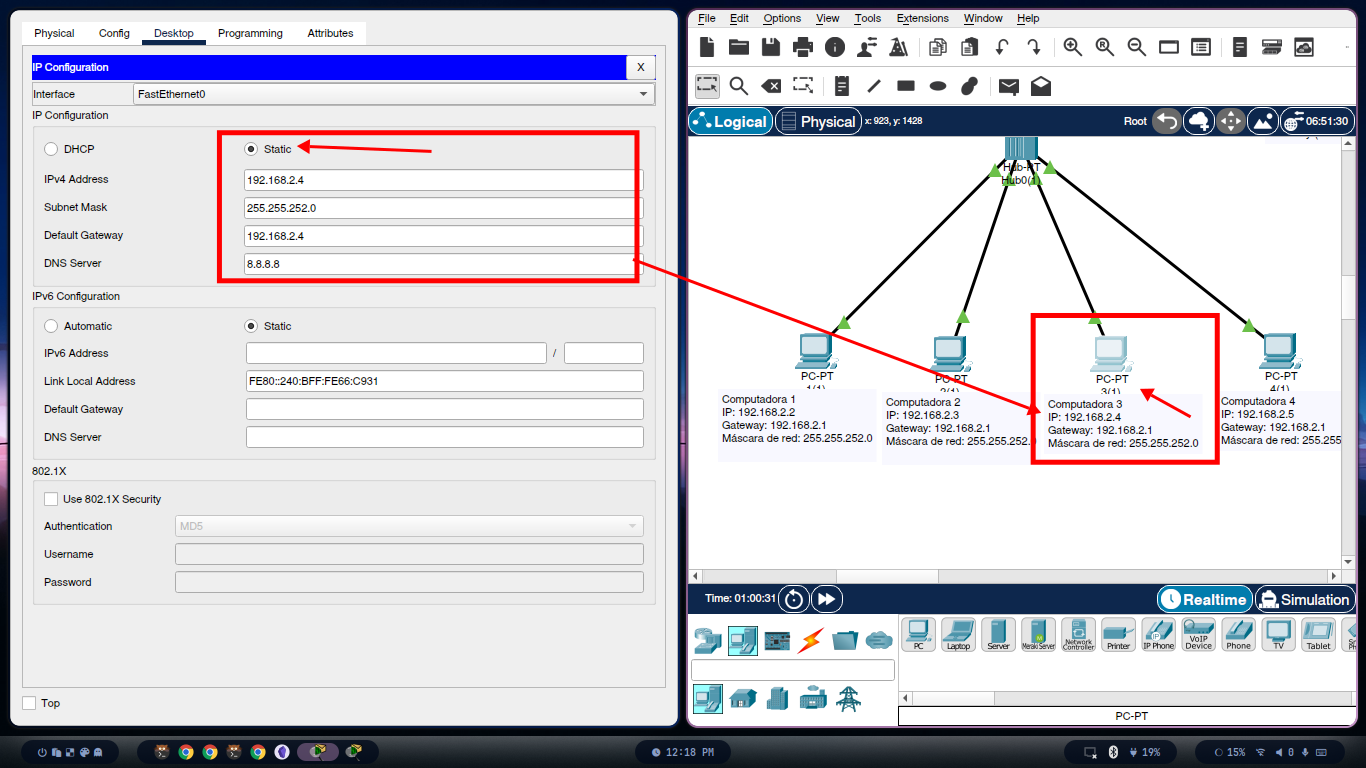 Physical Config Desktop Programming Attributes
IP Configuration X
Interface FastEthernet0
IP Configuration
DHCP Static
IPv4 Address 192.168.2.4
Subnet Mask 255.255.252.0
Default Gateway 192.168.2.4
DNS Server 8.8.8.8
IPv6 Configuration
Automatic Static
IPv6 Address /
Link Local Address FE80::240:BFF:FE66:C931
Default Gateway
DNS Server
802.1X
Use 802.1X Security
Authentication MD5
Username
Password
Top
File Edit Options View Tools Extensions Window Help
Logical Physical x: 923, y: 1428 Root 06:51:30
Hub-PT
Hub0(1)
PC-PT
1(1)
Computadora 1
IP: 192.168.2.2
Gateway: 192.168.2.1
Máscara de red: 255.255.252.0
PC-PT
2(1)
Computadora 2
IP: 192.168.2.3
Gateway: 192.168.2.1
Máscara de red: 255.255.252.
PC-PT
3(1)
Computadora 3
IP: 192.168.2.4
Gateway: 192.168.2.1
Máscara de red: 255.255.252.0
PC-PT
4(1)
Computadora 4
IP: 192.168.2.5
Gateway: 192.168.2.1
Máscara de red: 255.255
Time: 01:00:31 Realtime Simulation
PC Laptop Server Meraki Server Network Controller Printer IP Phone VoIP Device Phone TV Tablet
PC-PT
12:18 PM 19% 15% 0